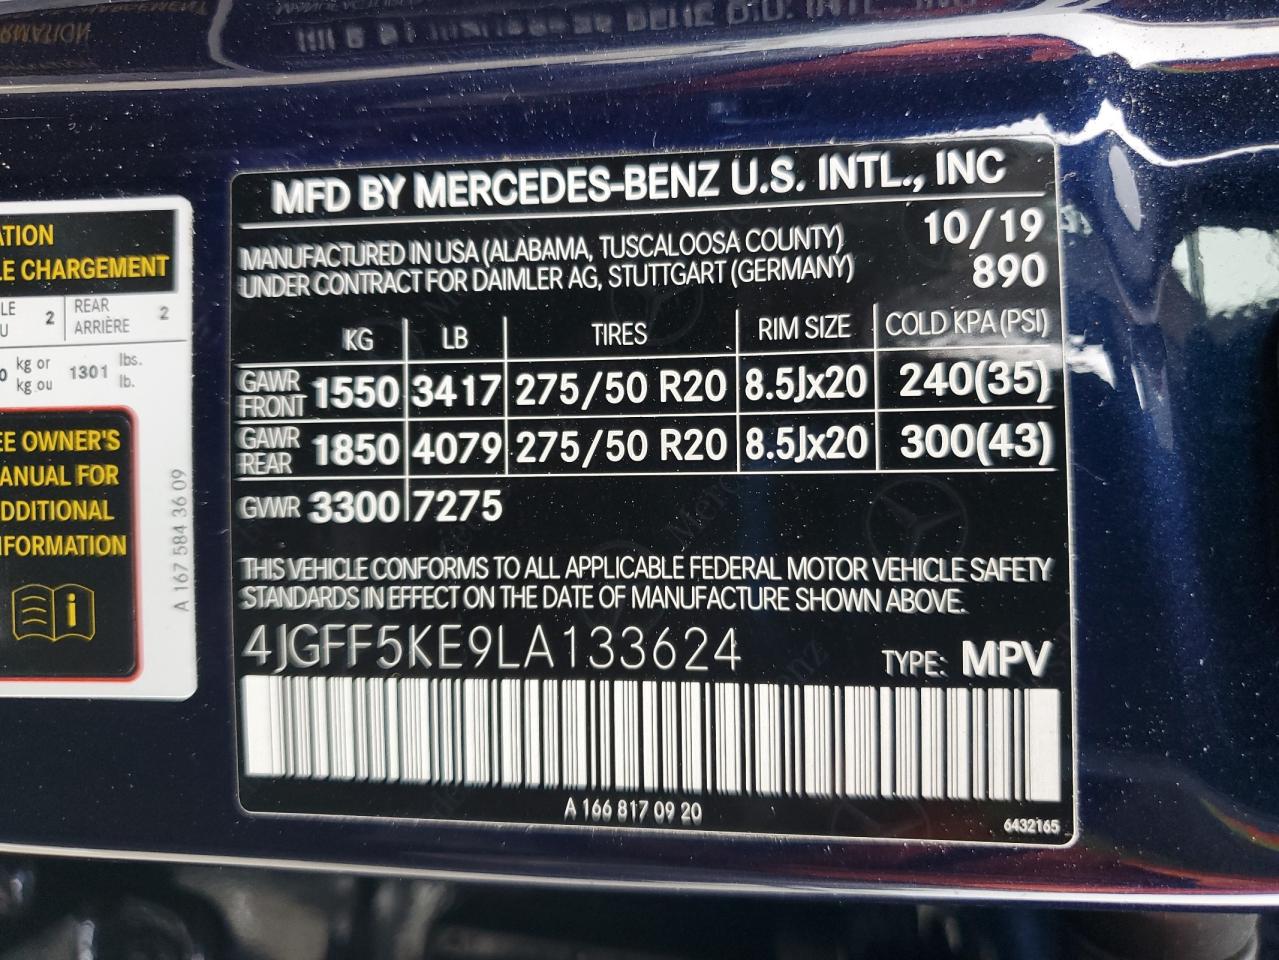 MFD BY MERCEDES-BENZ U.S. INTL., INC
MANUFACTURED IN USA (ALABAMA, TUSCALOOSA COUNTY) 10/19
UNDER CONTRACT FOR DAIMLER AG, STUTTGART (GERMANY) 890
KG LB TIRES RIM SIZE COLD KPA (PSI)
GAWR FRONT 1550 3417 275/50 R20 8.5Jx20 240(35)
GAWR REAR 1850 4079 275/50 R20 8.5Jx20 300(43)
GVWR 3300 7275
THIS VEHICLE CONFORMS TO ALL APPLICABLE FEDERAL MOTOR VEHICLE SAFETY
STANDARDS IN EFFECT ON THE DATE OF MANUFACTURE SHOWN ABOVE.
4JGFF5KE9LA133624 TYPE: MPV
A 166 817 09 20
6432165
ATION
LE CHARGEMENT
LE 2 REAR 2
U ARRIÈRE
0 kg or 1301 lbs.
kg ou lb.
EE OWNER'S
ANUAL FOR
DDITIONAL
NFORMATION
A 167 584 36 09